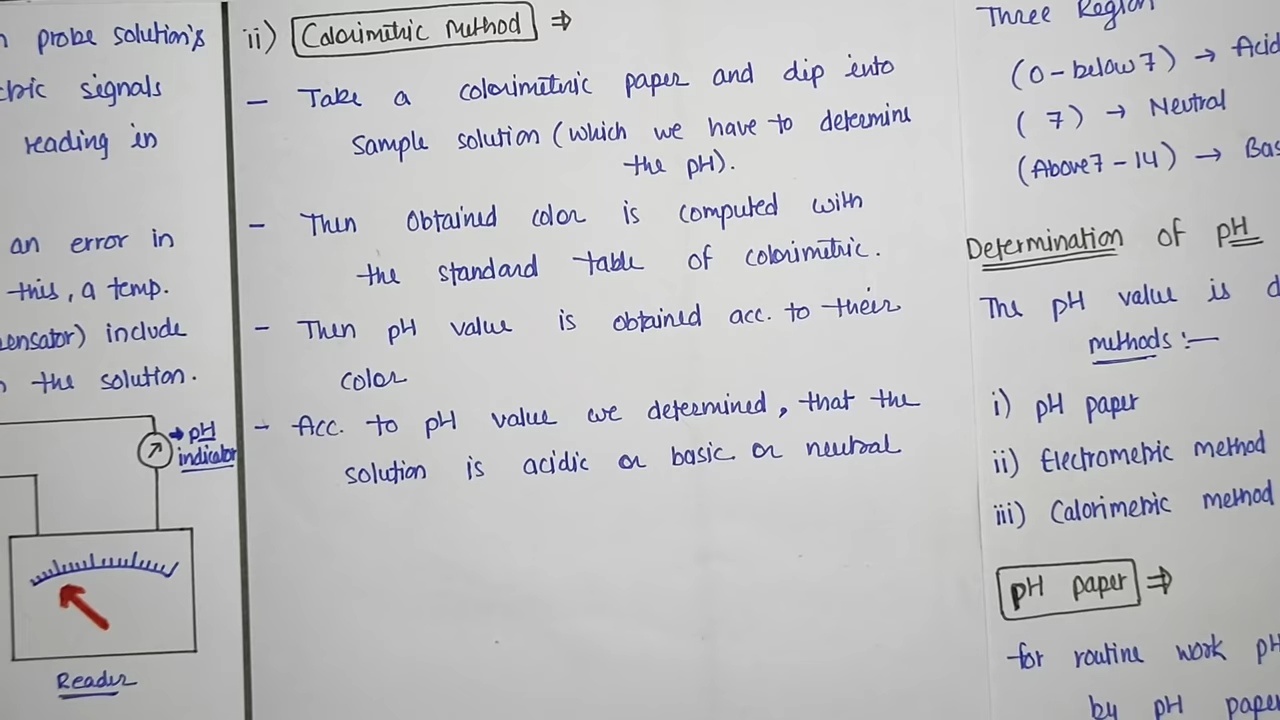 probe solution's
signals
reading in
an error in
this, a temp.
include
the solution.
→ pH
indicator
Reader
ii) Calorimetric Method ⇒
- Take a colorimetric paper and dip into
sample solution (which we have to determine
the pH).
- Then Obtained color is computed with
the standard table of colorimetric.
- Then pH value is obtained acc. to their
color
- Acc. to pH value we determined, that the
solution is acidic or basic or neutral
Three Region
(0 - below 7) → Acid
( 7 ) → Neutral
(Above 7 - 14) → Bas
Determination of pH
The pH value is d
methods :-
i) pH paper
ii) Electrometric method
iii) Calorimetric method
pH paper ⇒
for routine work pH
by pH paper